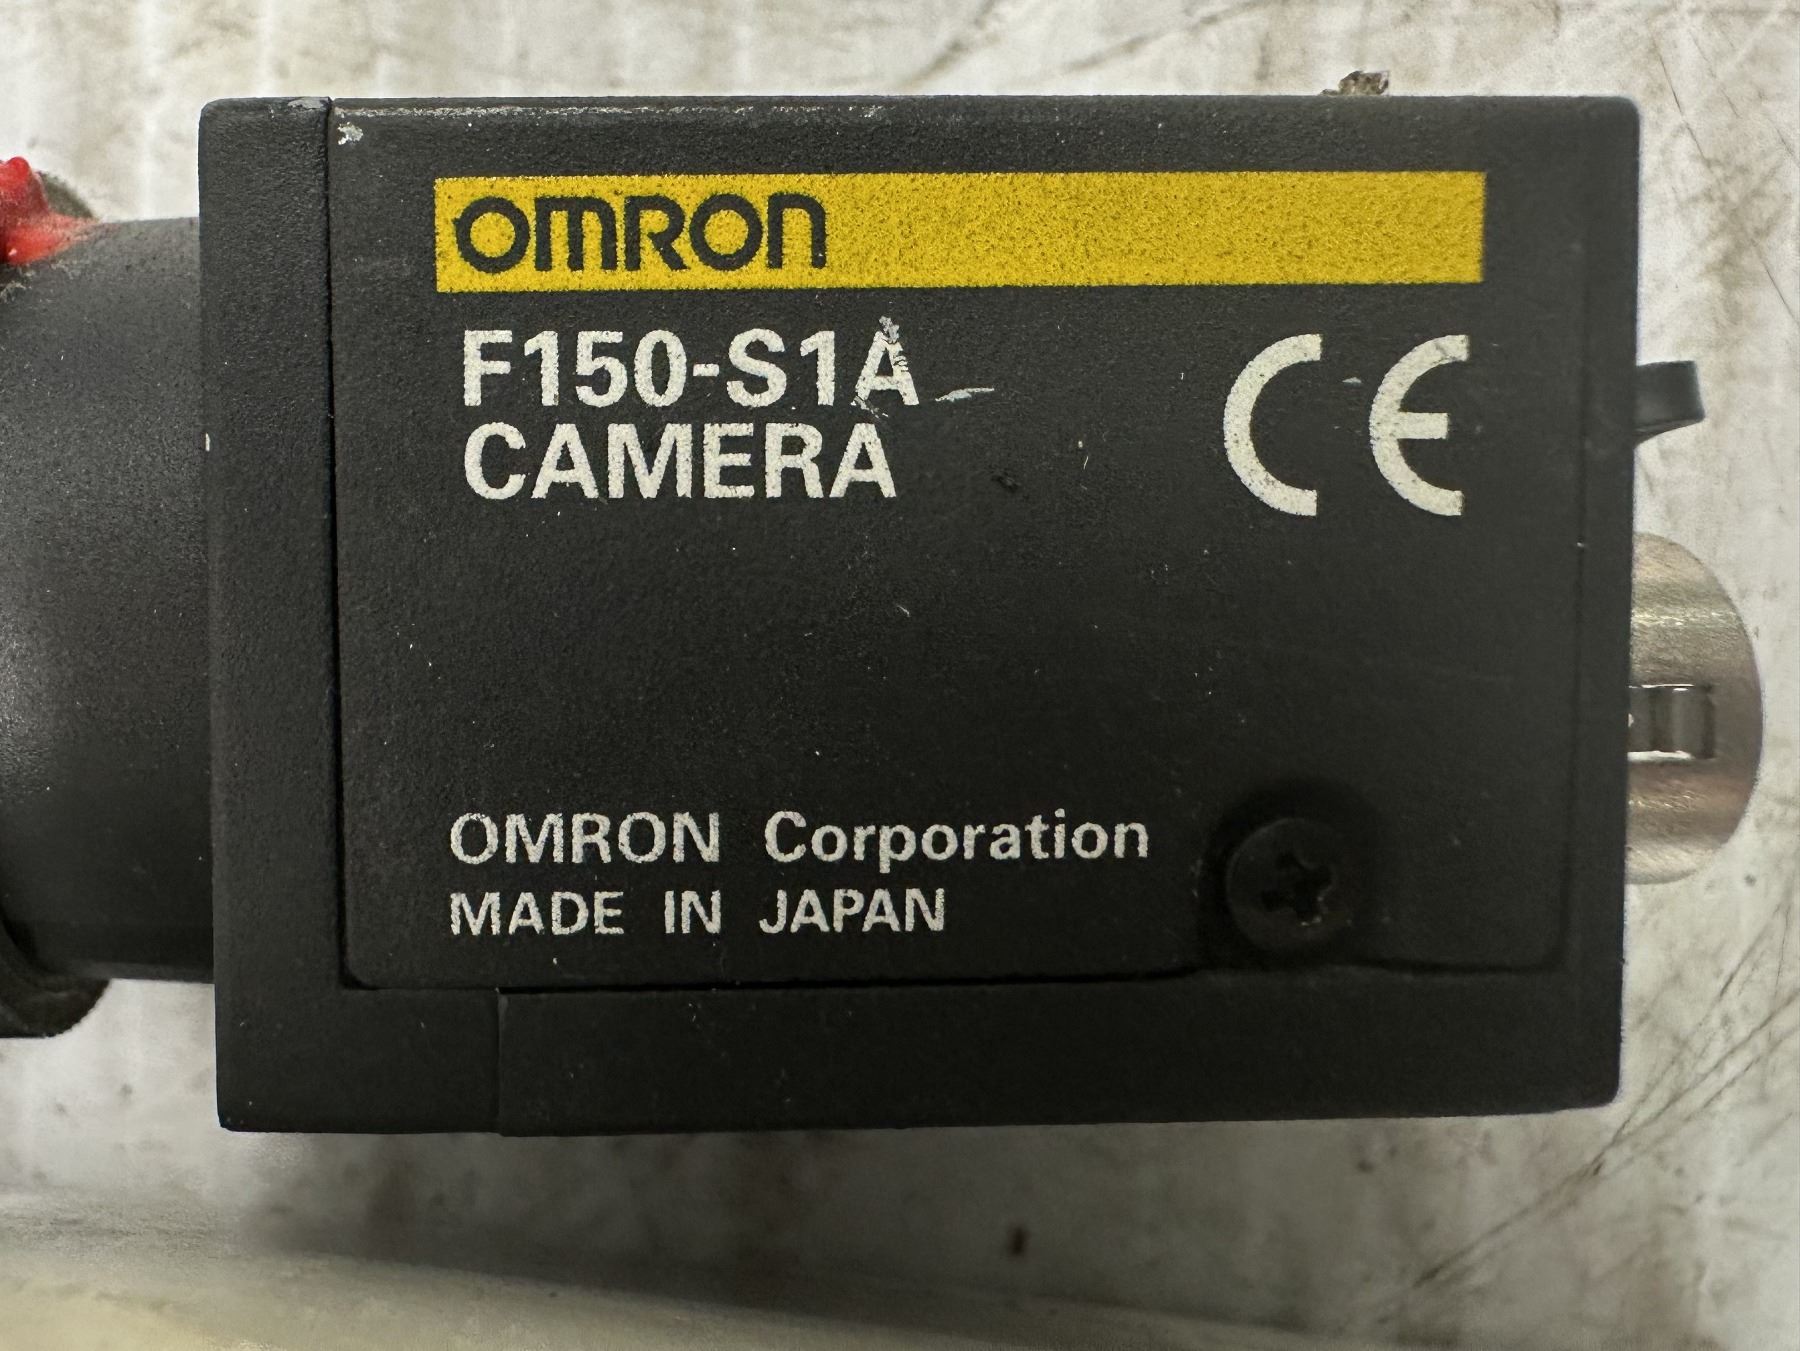 OMRON
F150-S1A
CAMERA
CE
OMRON Corporation
MADE IN JAPAN